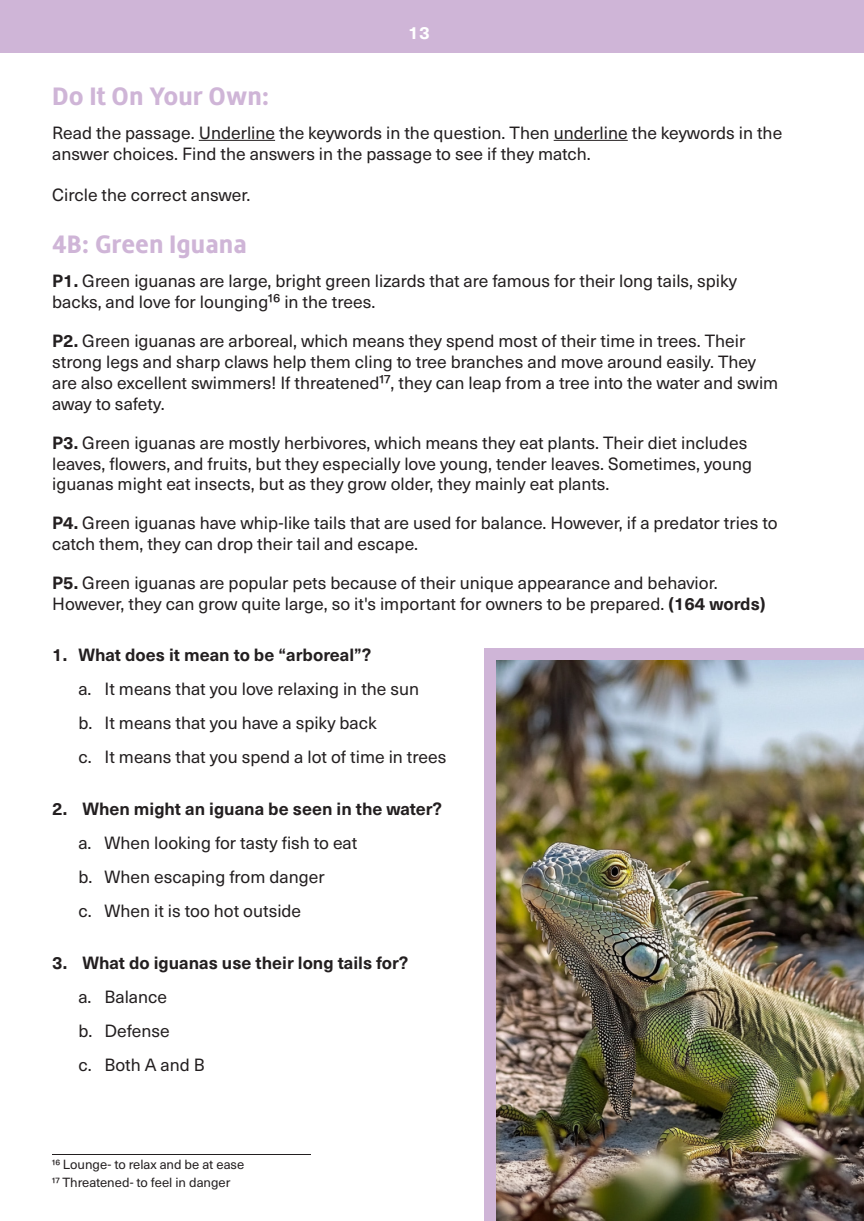 13
Do It On Your Own:
Read the passage. Underline the keywords in the question. Then underline the keywords in the
answer choices. Find the answers in the passage to see if they match.
Circle the correct answer.
4B: Green Iguana
P1. Green iguanas are large, bright green lizards that are famous for their long tails, spiky
backs, and love for lounging16 in the trees.
P2. Green iguanas are arboreal, which means they spend most of their time in trees. Their
strong legs and sharp claws help them cling to tree branches and move around easily. They
are also excellent swimmers! If threatened17, they can leap from a tree into the water and swim
away to safety.
P3. Green iguanas are mostly herbivores, which means they eat plants. Their diet includes
leaves, flowers, and fruits, but they especially love young, tender leaves. Sometimes, young
iguanas might eat insects, but as they grow older, they mainly eat plants.
P4. Green iguanas have whip-like tails that are used for balance. However, if a predator tries to
catch them, they can drop their tail and escape.
P5. Green iguanas are popular pets because of their unique appearance and behavior.
However, they can grow quite large, so it's important for owners to be prepared. (164 words)
1. What does it mean to be “arboreal”?
a. It means that you love relaxing in the sun
b. It means that you have a spiky back
c. It means that you spend a lot of time in trees
2. When might an iguana be seen in the water?
a. When looking for tasty fish to eat
b. When escaping from danger
c. When it is too hot outside
3. What do iguanas use their long tails for?
a. Balance
b. Defense
c. Both A and B
16 Lounge- to relax and be at ease
17 Threatened- to feel in danger